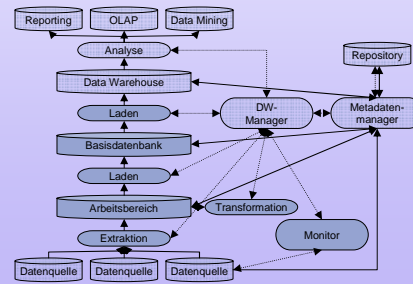 Reporting
OLAP
Data Mining
Analyse
Repository
Data Warehouse
Laden
DW-
Manager
Metadaten-
manager
Basisdatenbank
Laden
Arbeitsbereich
Transformation
Extraktion
Monitor
Datenquelle
Datenquelle
Datenquelle